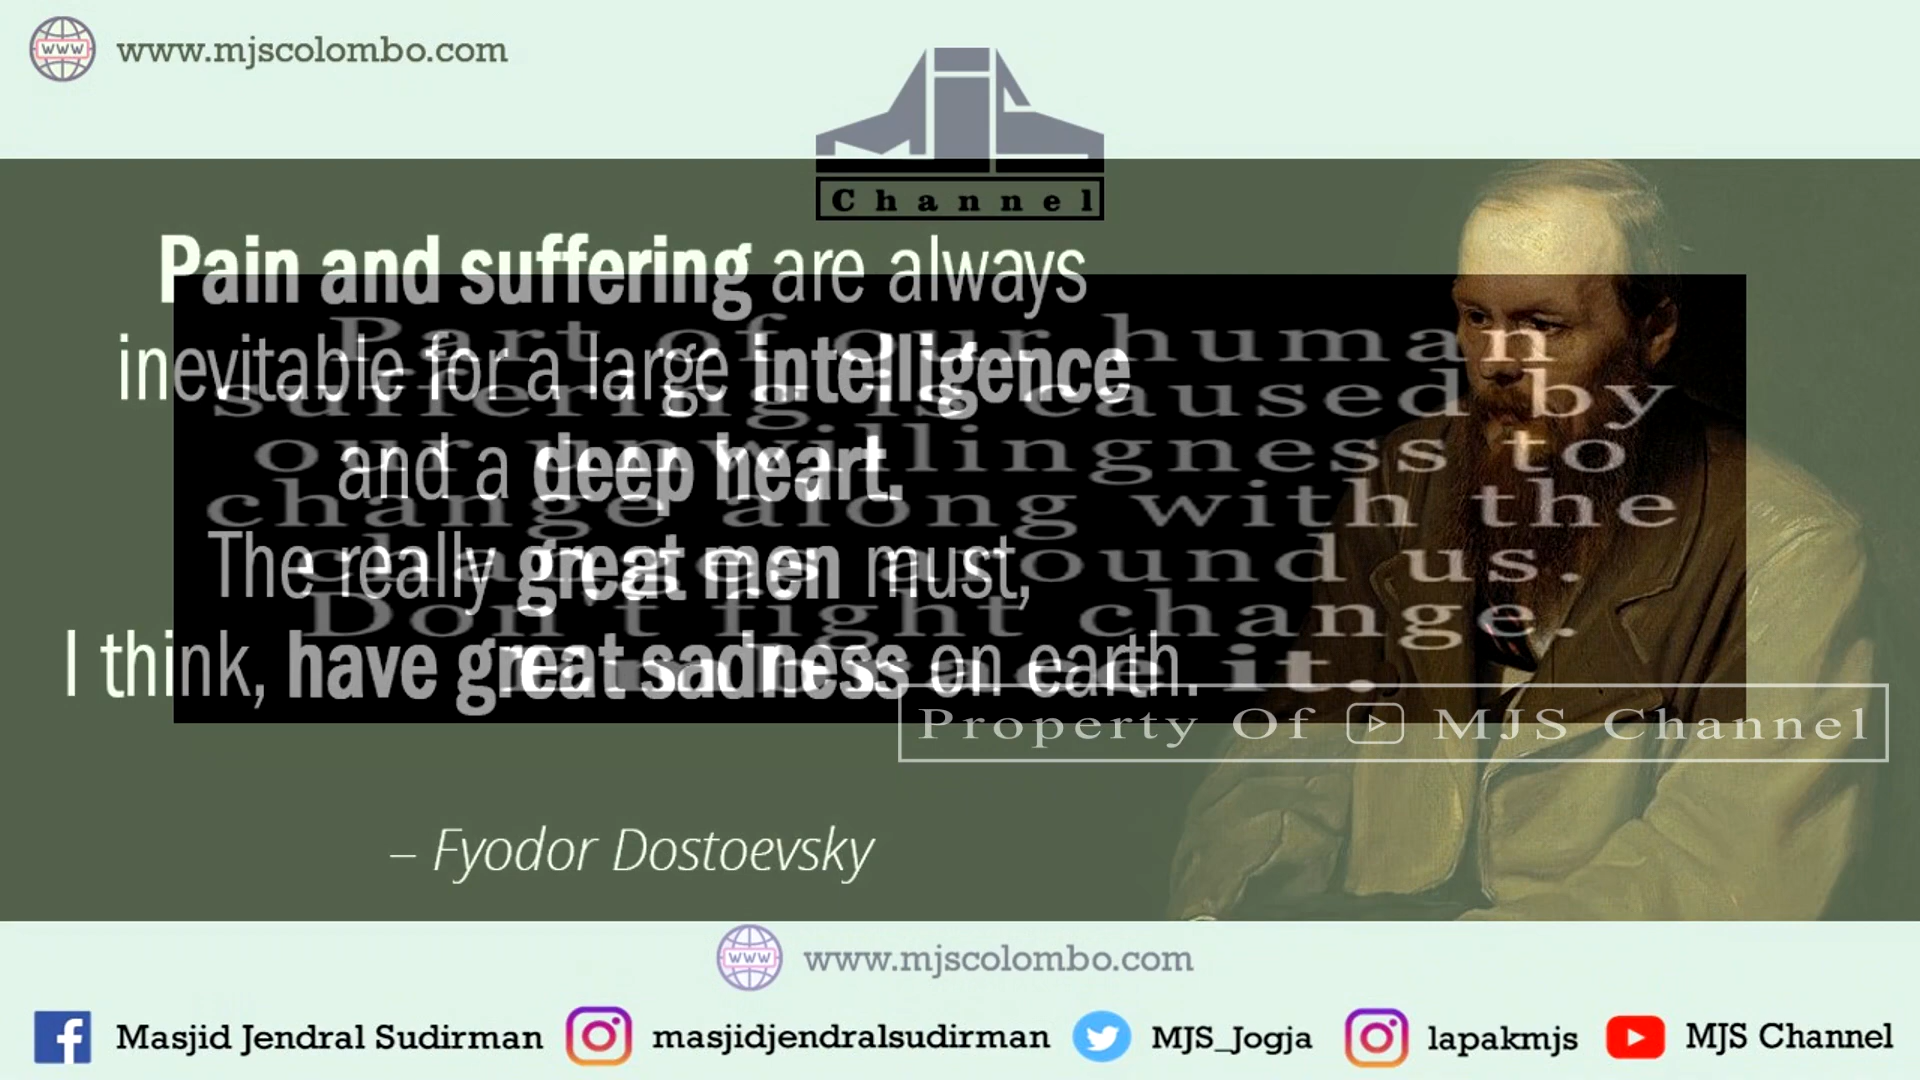 www.mjscolombo.com
MJS
Channel
Pain and suffering are always
inevitable for a large intelligence
and a deep heart.
The really great men must,
I think, have great sadness on earth.
– Fyodor Dostoevsky
Part of our human
suffering is caused by
our unwillingness to
change along with the
changes around us.
Don't fight change.
it.
Property Of MJS Channel
www.mjscolombo.com
Masjid Jendral Sudirman masjidjendralsudirman MJS_Jogja lapakmjs MJS Channel